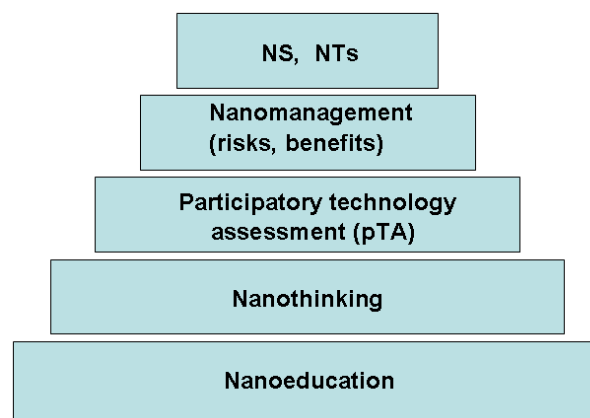 NS, NTs
Nanomanagement
(risks, benefits)
Participatory technology
assessment (pTA)
Nanothinking
Nanoeducation